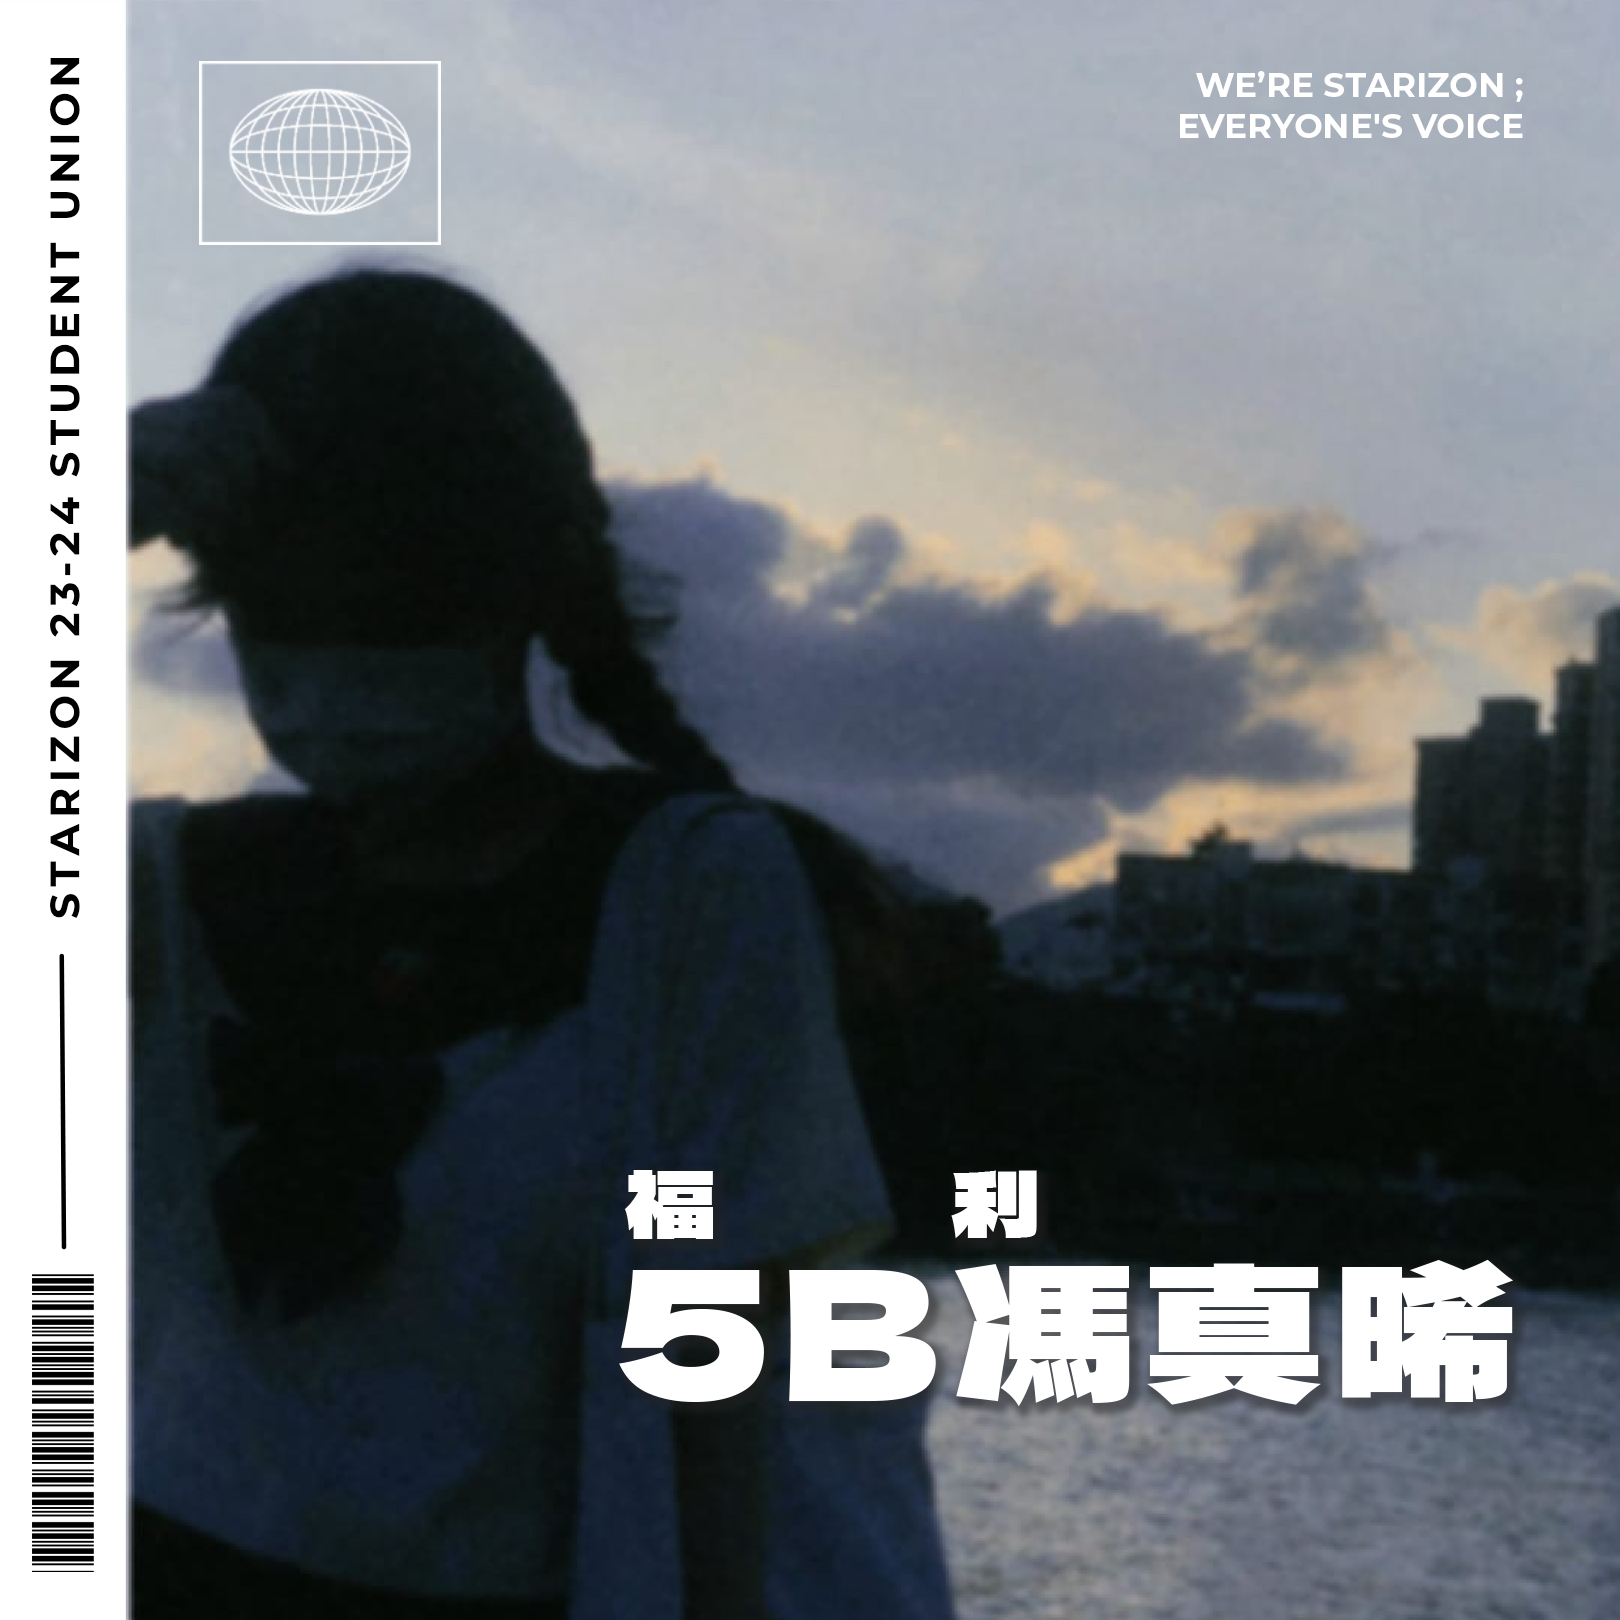 STARIZON 23-24 STUDENT UNION
WE’RE STARIZON ;
EVERYONE'S VOICE
福 利
5B馮真晞